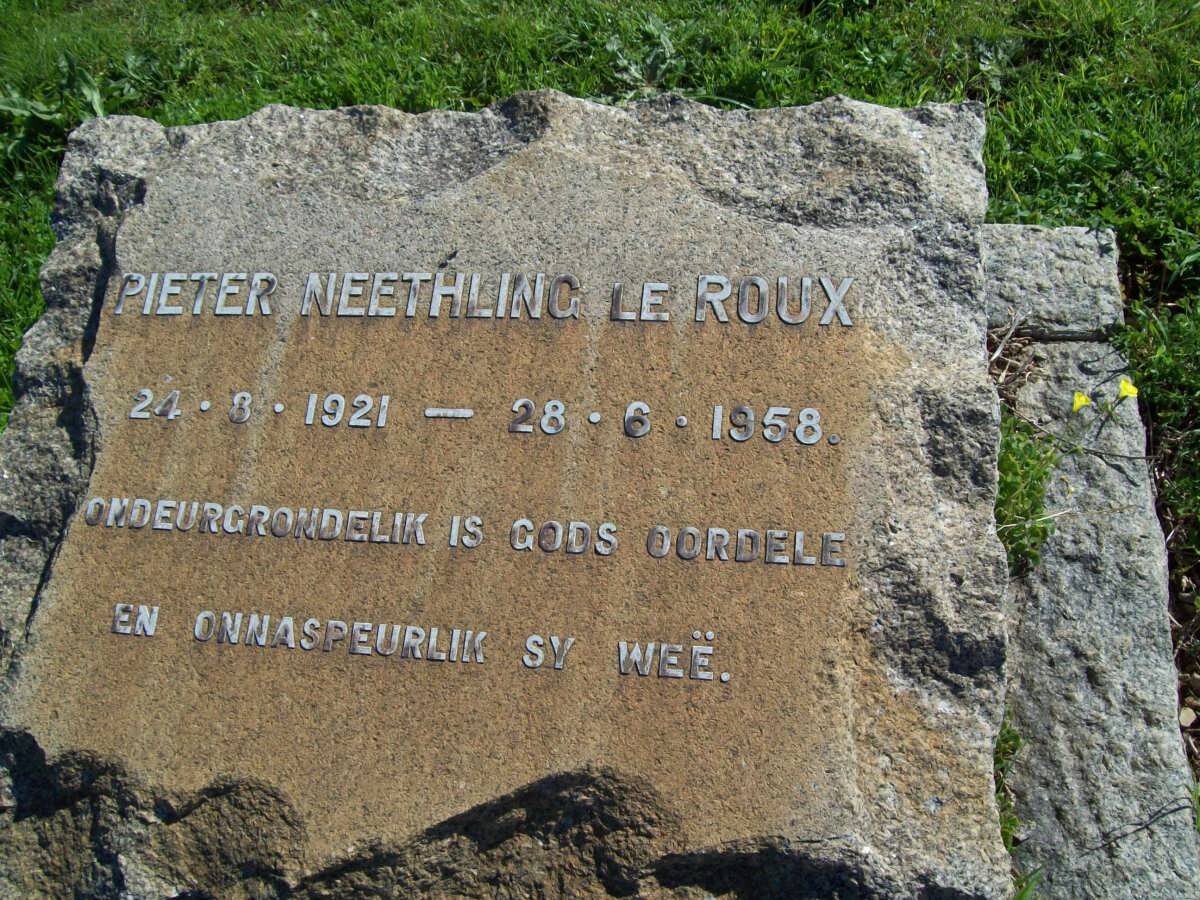 PIETER NEETHLING LE ROUX
24·8·1921 — 28·6·1958.
ONDEURGRONDELIK IS GODS OORDELE
EN ONNASPEURLIK SY WEË.